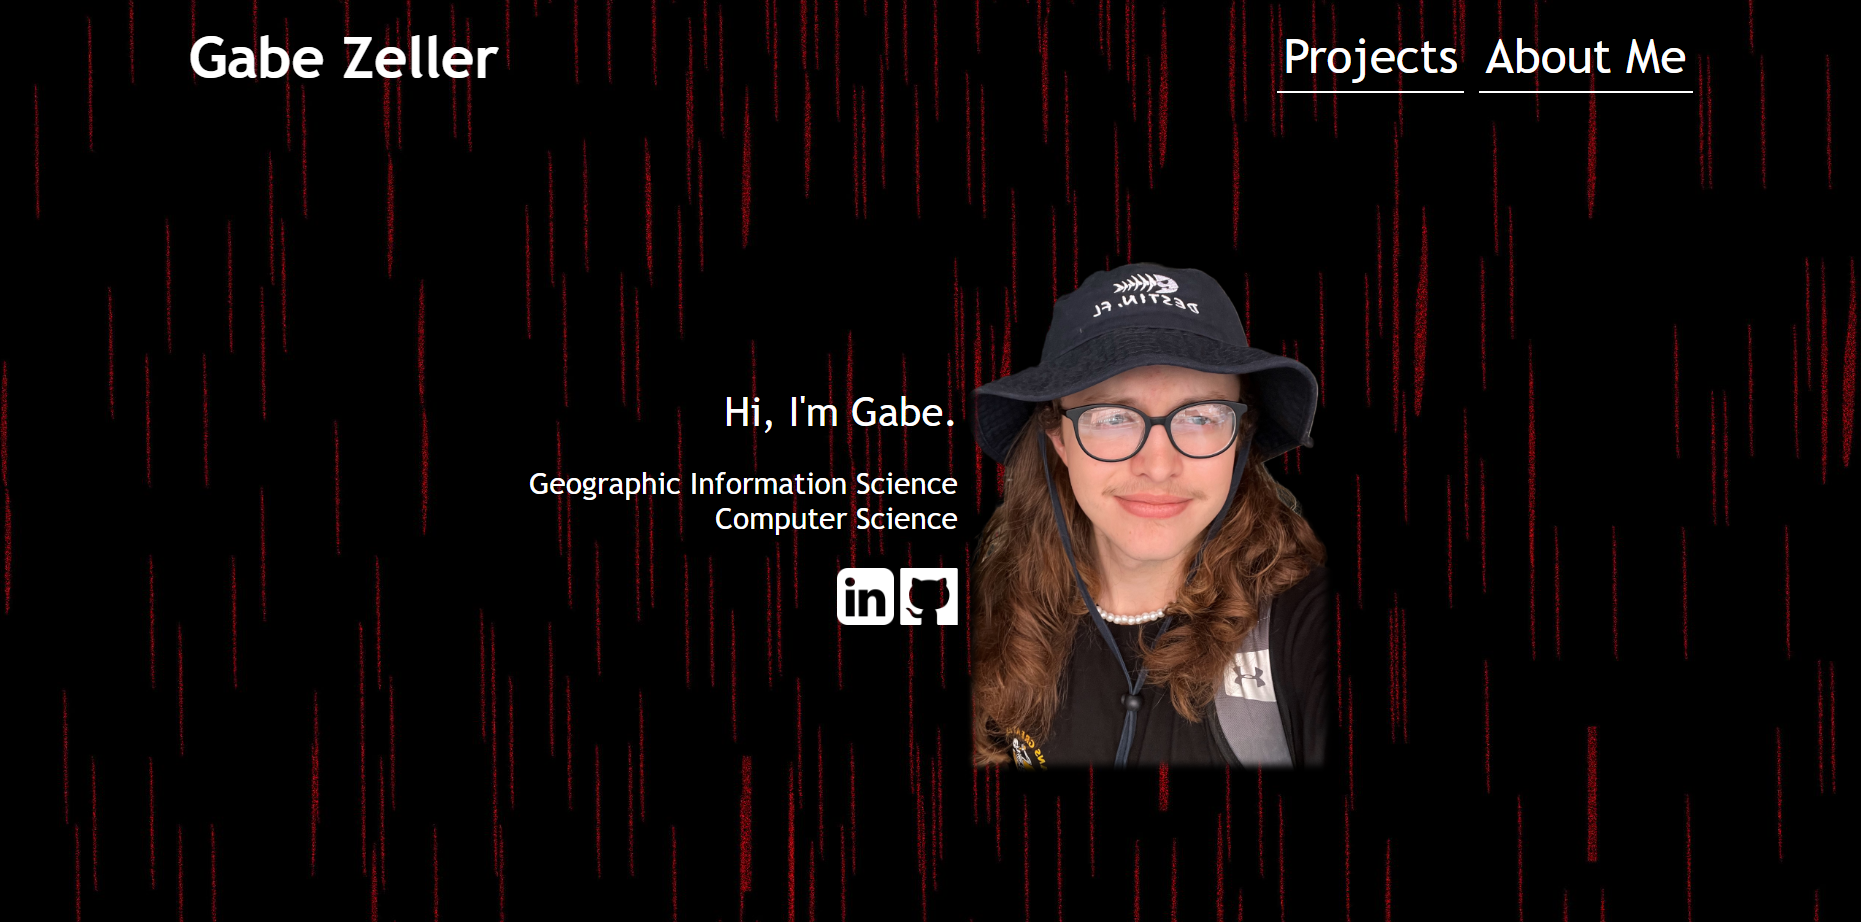 Gabe Zeller
Projects
About Me
Hi, I'm Gabe.
Geographic Information Science
Computer Science
in
DESTIN, FL